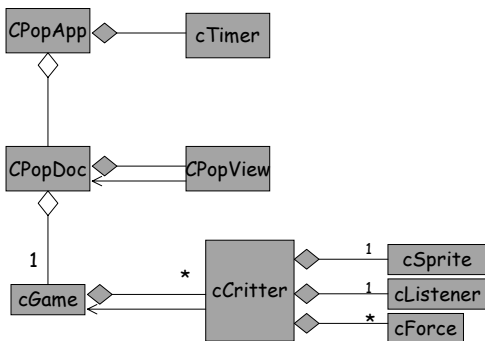 CPopApp
cTimer
CPopDoc
CPopView
1
*
cGame
cCritter
1
cSprite
1
cListener
*
cForce